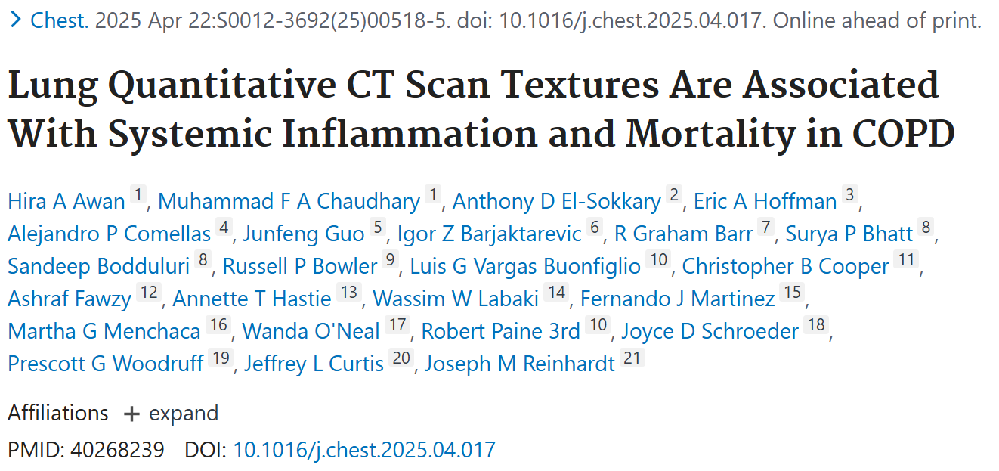 Chest. 2025 Apr 22:S0012-3692(25)00518-5. doi: 10.1016/j.chest.2025.04.017. Online ahead of print.
Lung Quantitative CT Scan Textures Are Associated
With Systemic Inflammation and Mortality in COPD
Hira A Awan 1, Muhammad F A Chaudhary 1, Anthony D El-Sokkary 2, Eric A Hoffman 3,
Alejandro P Comellas 4, Junfeng Guo 5, Igor Z Barjaktarevic 6, R Graham Barr 7, Surya P Bhatt 8,
Sandeep Bodduluri 8, Russell P Bowler 9, Luis G Vargas Buonfiglio 10, Christopher B Cooper 11,
Ashraf Fawzy 12, Annette T Hastie 13, Wassim W Labaki 14, Fernando J Martinez 15,
Martha G Menchaca 16, Wanda O'Neal 17, Robert Paine 3rd 10, Joyce D Schroeder 18,
Prescott G Woodruff 19, Jeffrey L Curtis 20, Joseph M Reinhardt 21
Affiliations + expand
PMID: 40268239 DOI: 10.1016/j.chest.2025.04.017